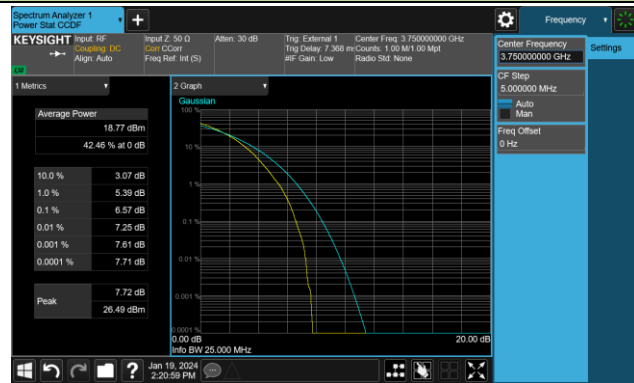 Spectrum Analyzer 1
Power Stat CCDF
Frequency
KEYSIGHT
Input: RF
Coupling: DC
Align: Auto
Input Z: 50 Ω
Corr CCorr
Freq Ref: Int (S)
Atten: 30 dB
Trig: External 1
Trig Delay: 7.368 m
#IF Gain: Low
Center Freq: 3.750000000 GHz
Counts: 1.00 M/1.00 Mpt
Radio Std: None
Center Frequency
3.750000000 GHz
Settings
CF Step
5.000000 MHz
Auto
Man
Freq Offset
0 Hz
1 Metrics
Average Power
18.77 dBm
42.46 % at 0 dB
10.0 % 3.07 dB
1.0 % 5.39 dB
0.1 % 6.57 dB
0.01 % 7.25 dB
0.001 % 7.61 dB
0.0001 % 7.71 dB
Peak
7.72 dB
26.49 dBm
2 Graph
Gaussian
100 %
10 %
1 %
0.1 %
0.01 %
0.001 %
0.0001 %
0.00 dB
20.00 dB
Info BW 25.000 MHz
Jan 19, 2024
2:20:59 PM